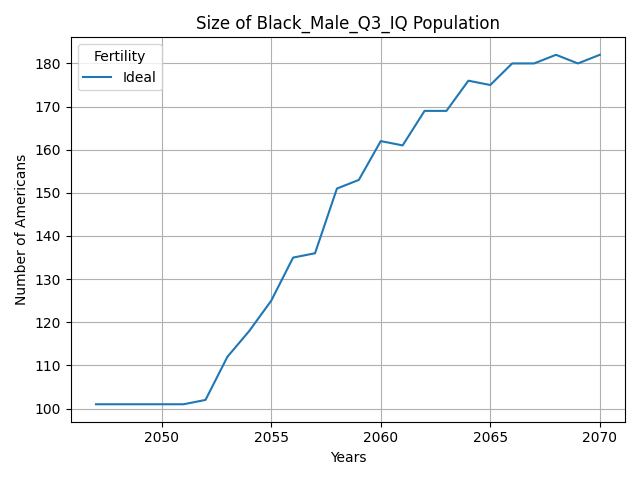 Size of Black_Male_Q3_IQ Population
Fertility
Ideal
Number of Americans
180
170
160
150
140
130
120
110
100
2050 2055 2060 2065 2070
Years